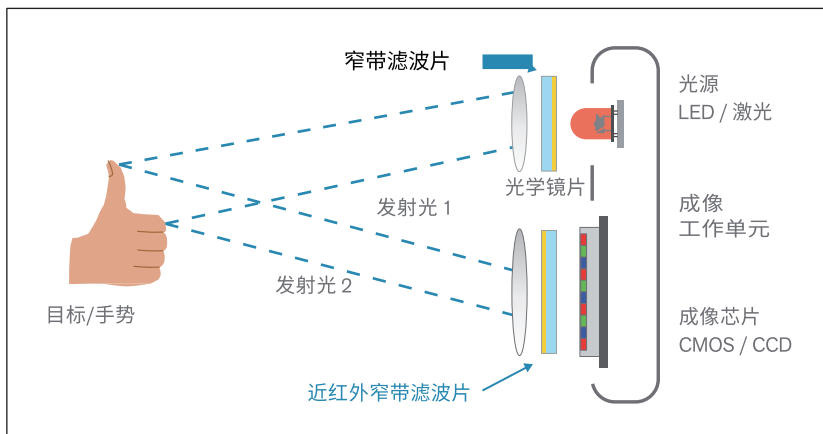 窄带滤波片
光源
LED / 激光
光学镜片
发射光 1
成像
工作单元
发射光 2
目标/手势
成像芯片
CMOS / CCD
近红外窄带滤波片